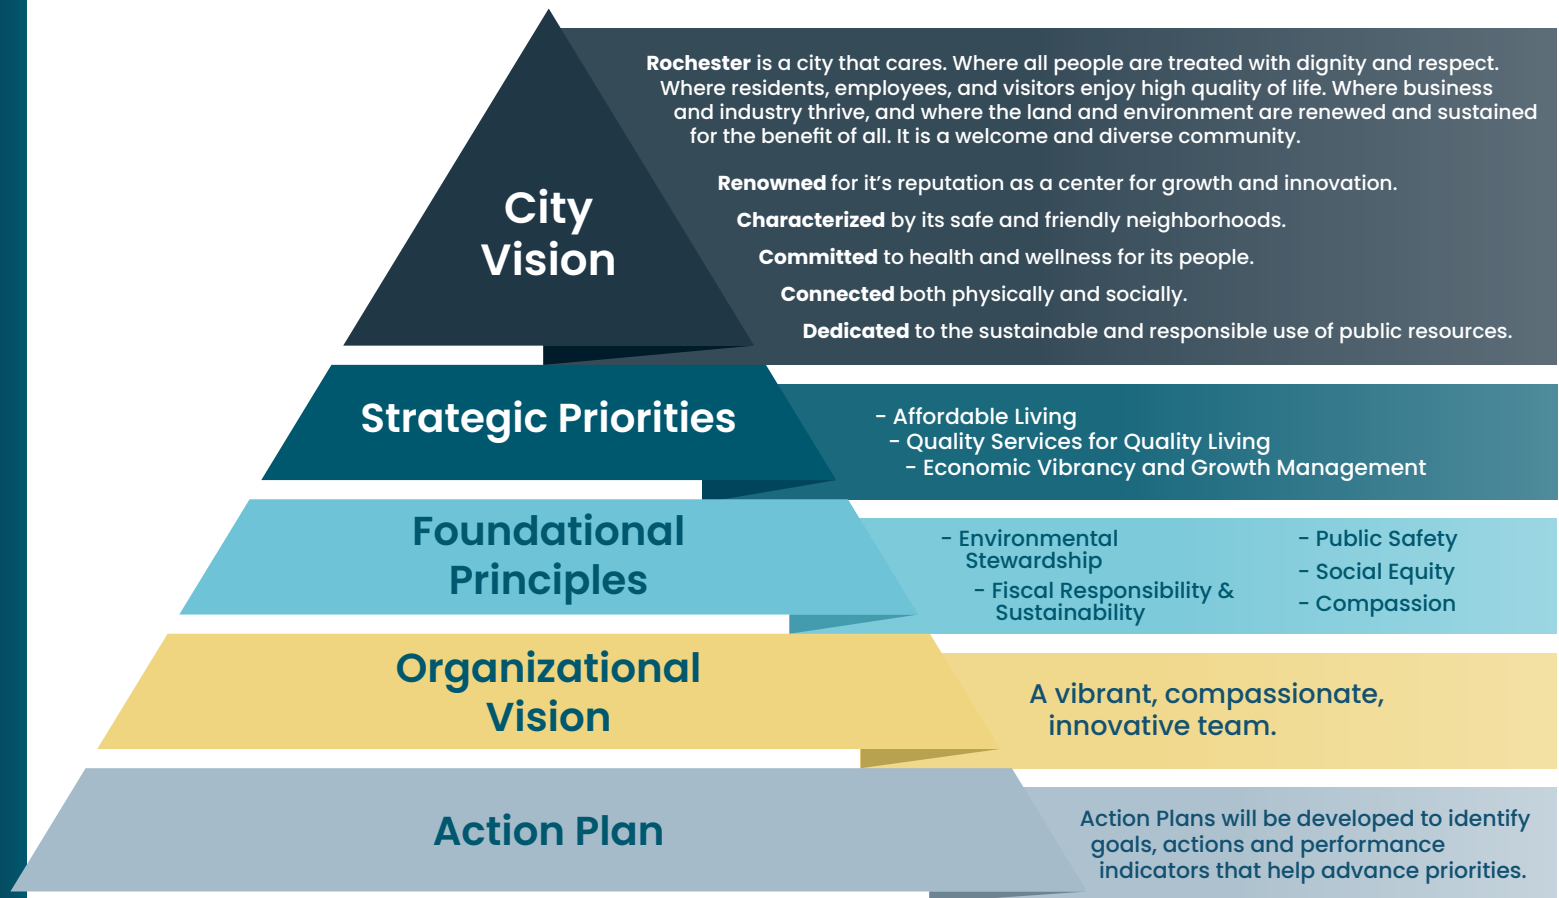 City
Vision
Rochester is a city that cares. Where all people are treated with dignity and respect.
Where residents, employees, and visitors enjoy high quality of life. Where business
and industry thrive, and where the land and environment are renewed and sustained
for the benefit of all. It is a welcome and diverse community.
Renowned for it’s reputation as a center for growth and innovation.
Characterized by its safe and friendly neighborhoods.
Committed to health and wellness for its people.
Connected both physically and socially.
Dedicated to the sustainable and responsible use of public resources.
Strategic Priorities
- Affordable Living
- Quality Services for Quality Living
- Economic Vibrancy and Growth Management
Foundational
Principles
- Environmental
Stewardship
- Fiscal Responsibility &
Sustainability
- Public Safety
- Social Equity
- Compassion
Organizational
Vision
A vibrant, compassionate,
innovative team.
Action Plan
Action Plans will be developed to identify
goals, actions and performance
indicators that help advance priorities.